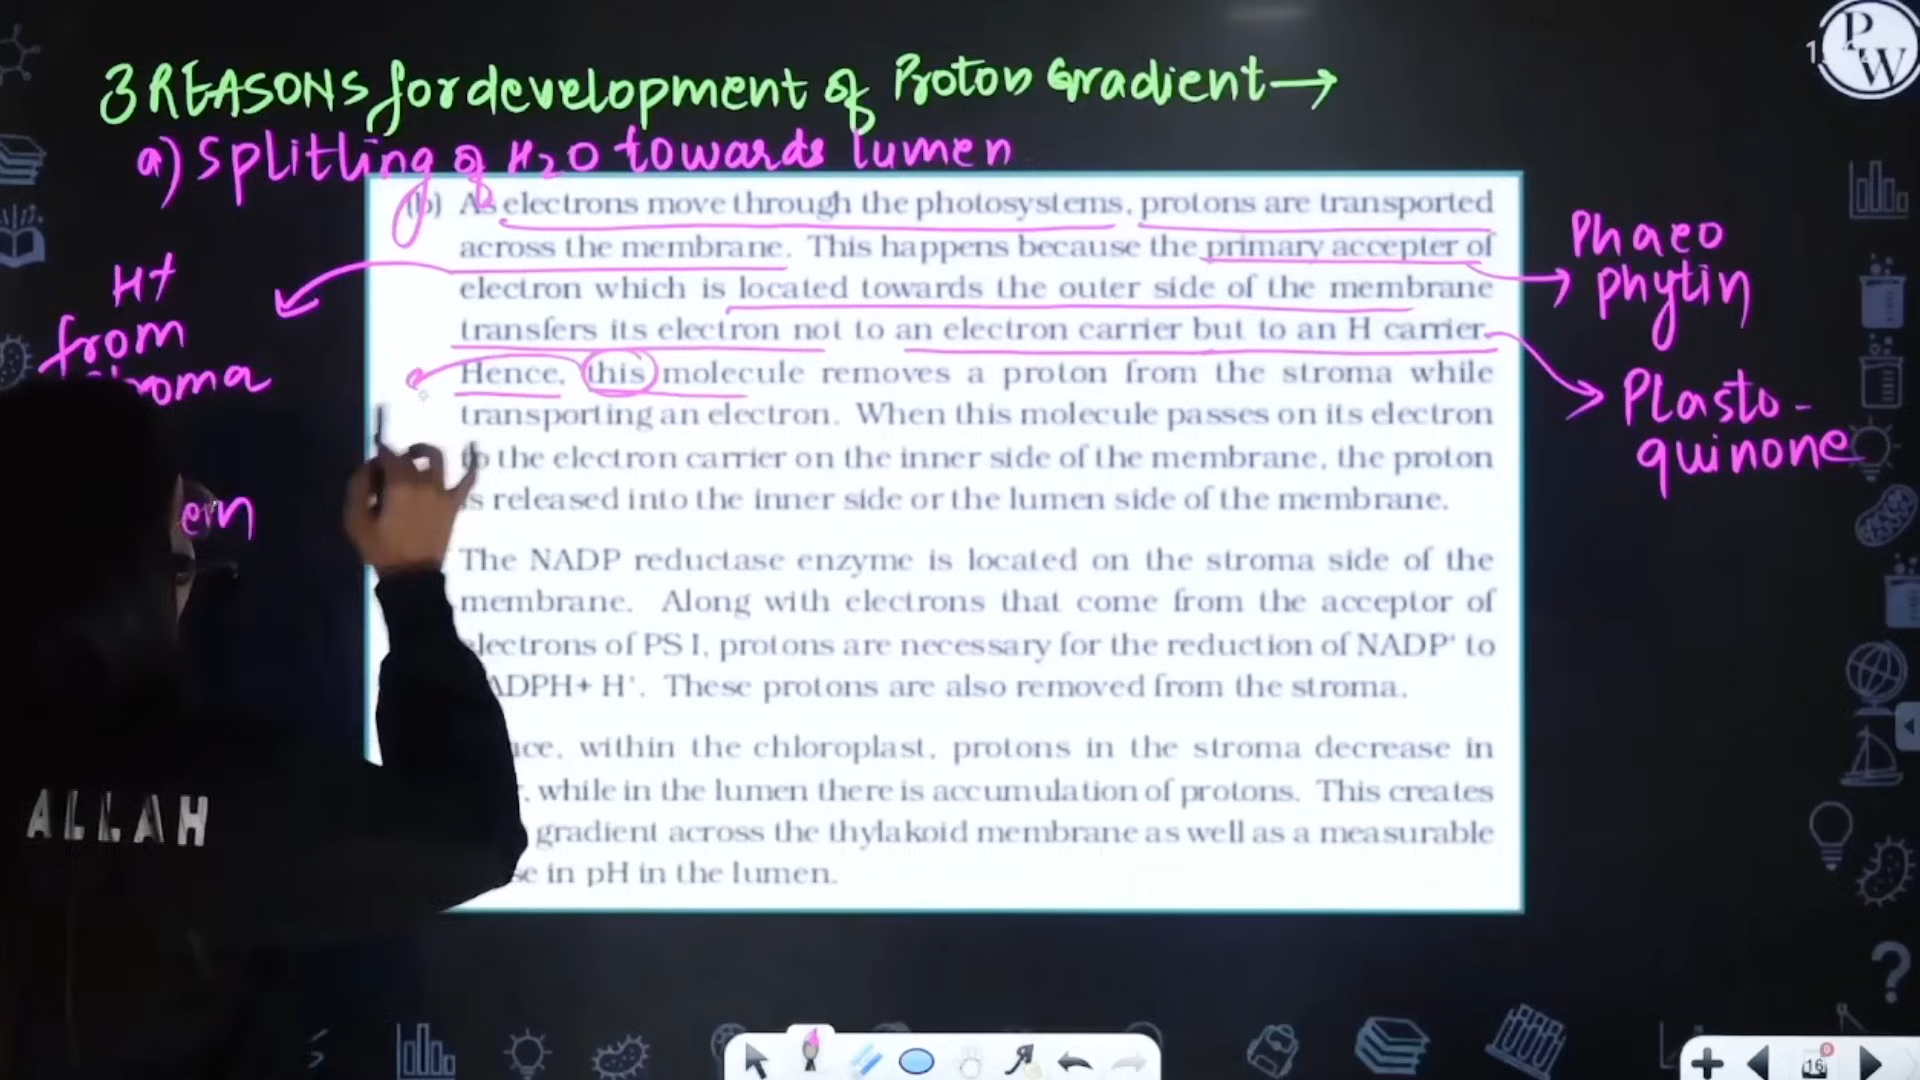 3 REASONS for development of Proton Gradient →
a) Splitling of H2O towards lumen
(b) As electrons move through the photosystems, protons are transported
across the membrane. This happens because the primary accepter of
electron which is located towards the outer side of the membrane
transfers its electron not to an electron carrier but to an H carrier.
Hence, this molecule removes a proton from the stroma while
transporting an electron. When this molecule passes on its electron
to the electron carrier on the inner side of the membrane, the proton
is released into the inner side or the lumen side of the membrane.
The NADP reductase enzyme is located on the stroma side of the
membrane. Along with electrons that come from the acceptor of
electrons of PS I, protons are necessary for the reduction of NADP+ to
NADPH+ H+. These protons are also removed from the stroma.
within the chloroplast, protons in the stroma decrease in
while in the lumen there is accumulation of protons. This creates
gradient across the thylakoid membrane as well as a measurable
in pH in the lumen.
H+
from
Phaeo
phytin
Plasto-
quinone
ALLAH
PW
16